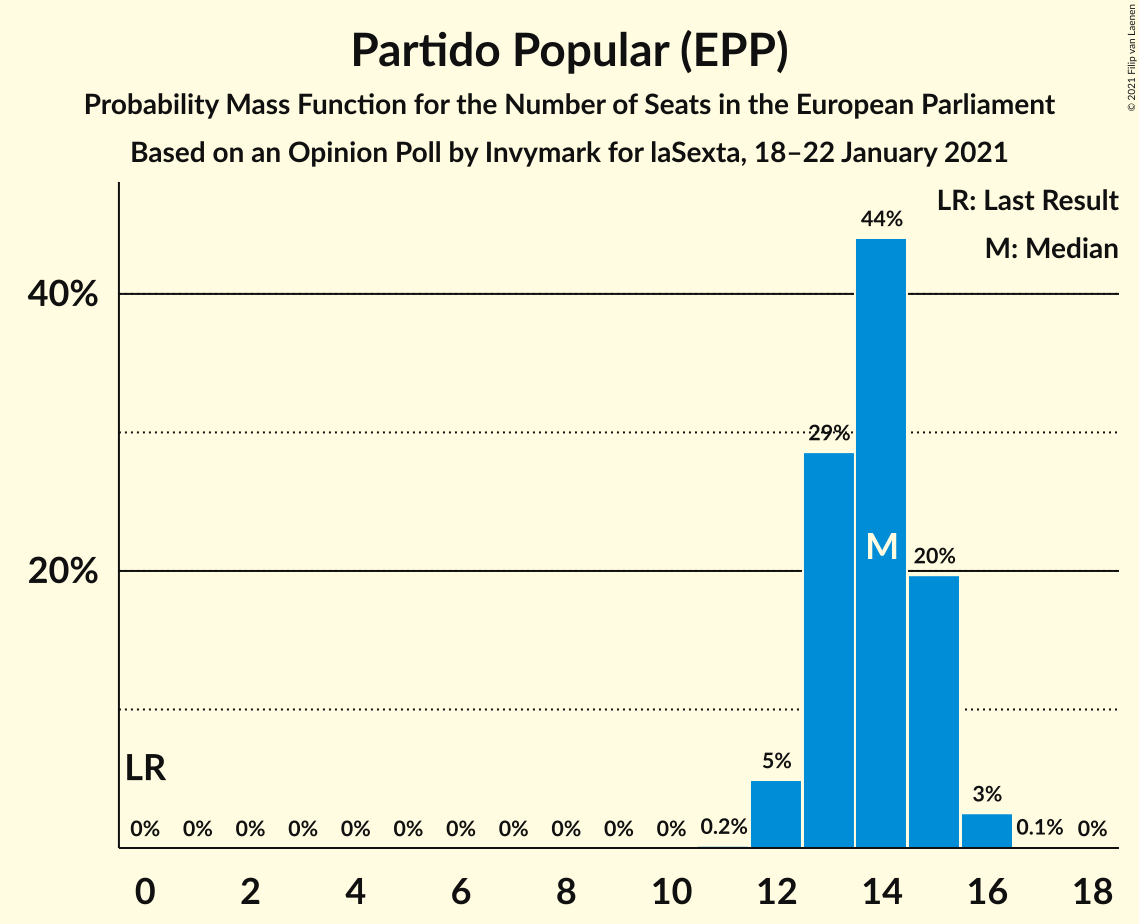 Partido Popular (EPP)
Probability Mass Function for the Number of Seats in the European Parliament
Based on an Opinion Poll by Invymark for laSexta, 18–22 January 2021
© 2021 Filip van Laenen
LR: Last Result
M: Median
44%
40%
29%
M
20%
20%
LR
5%
3%
0% 0% 0% 0% 0% 0% 0% 0% 0% 0% 0% 0.2% 0.1% 0%
0 2 4 6 8 10 12 14 16 18